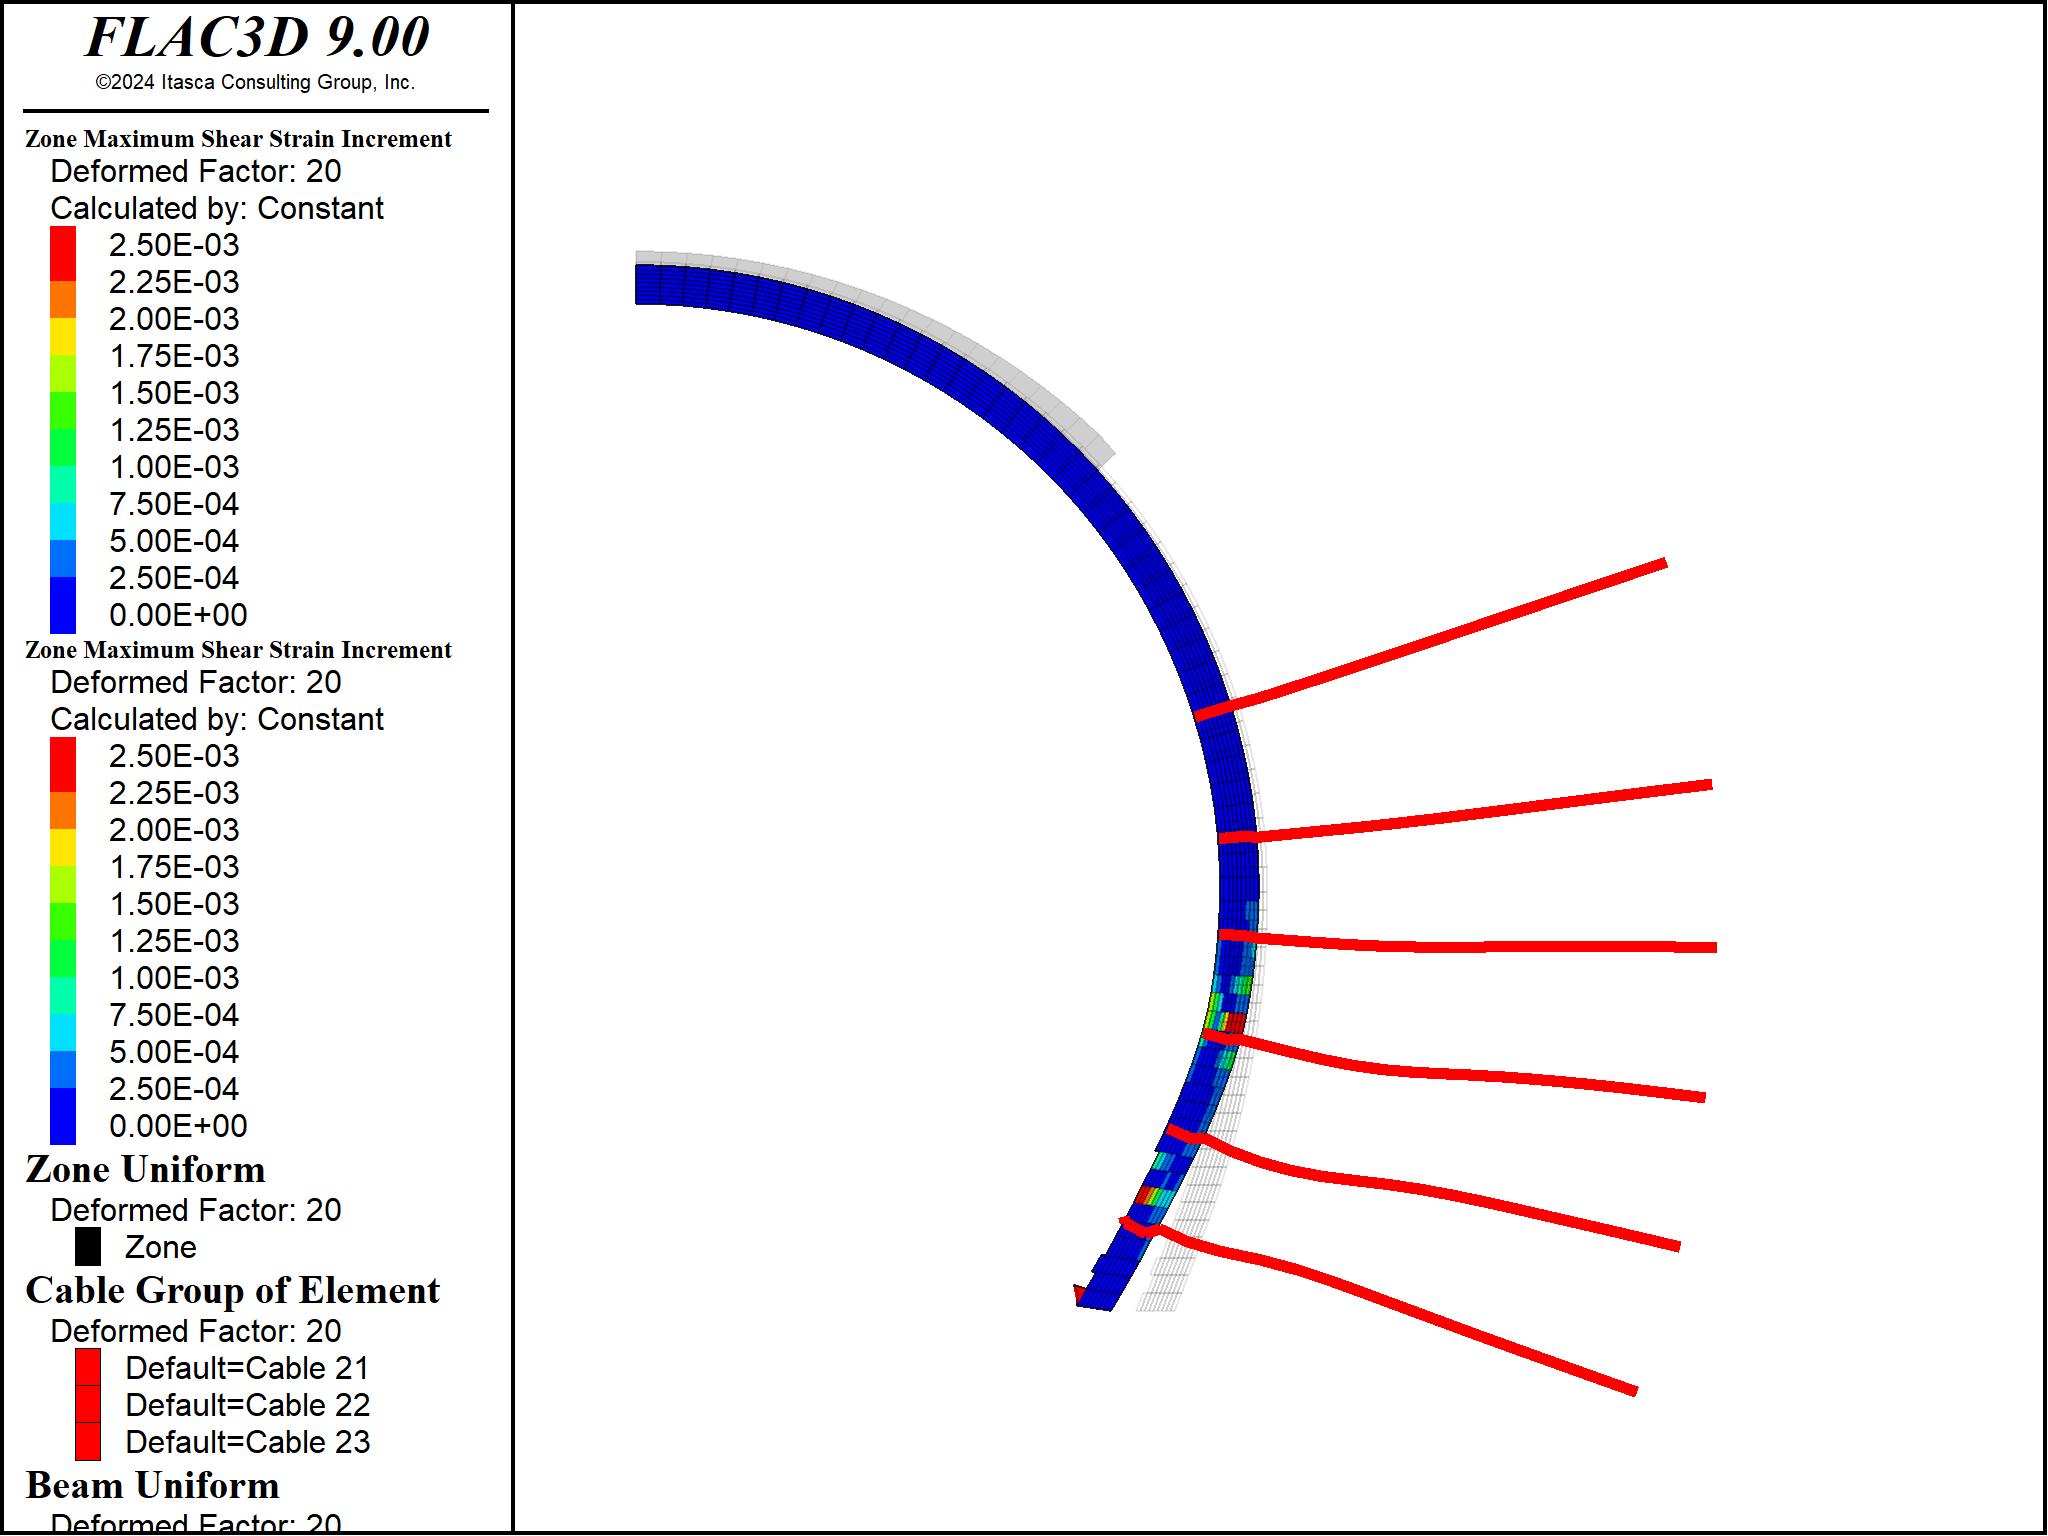 FLAC3D 9.00
©2024 Itasca Consulting Group, Inc.
Zone Maximum Shear Strain Increment
Deformed Factor: 20
Calculated by: Constant
2.50E-03
2.25E-03
2.00E-03
1.75E-03
1.50E-03
1.25E-03
1.00E-03
7.50E-04
5.00E-04
2.50E-04
0.00E+00
Zone Maximum Shear Strain Increment
Deformed Factor: 20
Calculated by: Constant
2.50E-03
2.25E-03
2.00E-03
1.75E-03
1.50E-03
1.25E-03
1.00E-03
7.50E-04
5.00E-04
2.50E-04
0.00E+00
Zone Uniform
Deformed Factor: 20
Zone
Cable Group of Element
Deformed Factor: 20
Default=Cable 21
Default=Cable 22
Default=Cable 23
Beam Uniform
Deformed Factor: 20